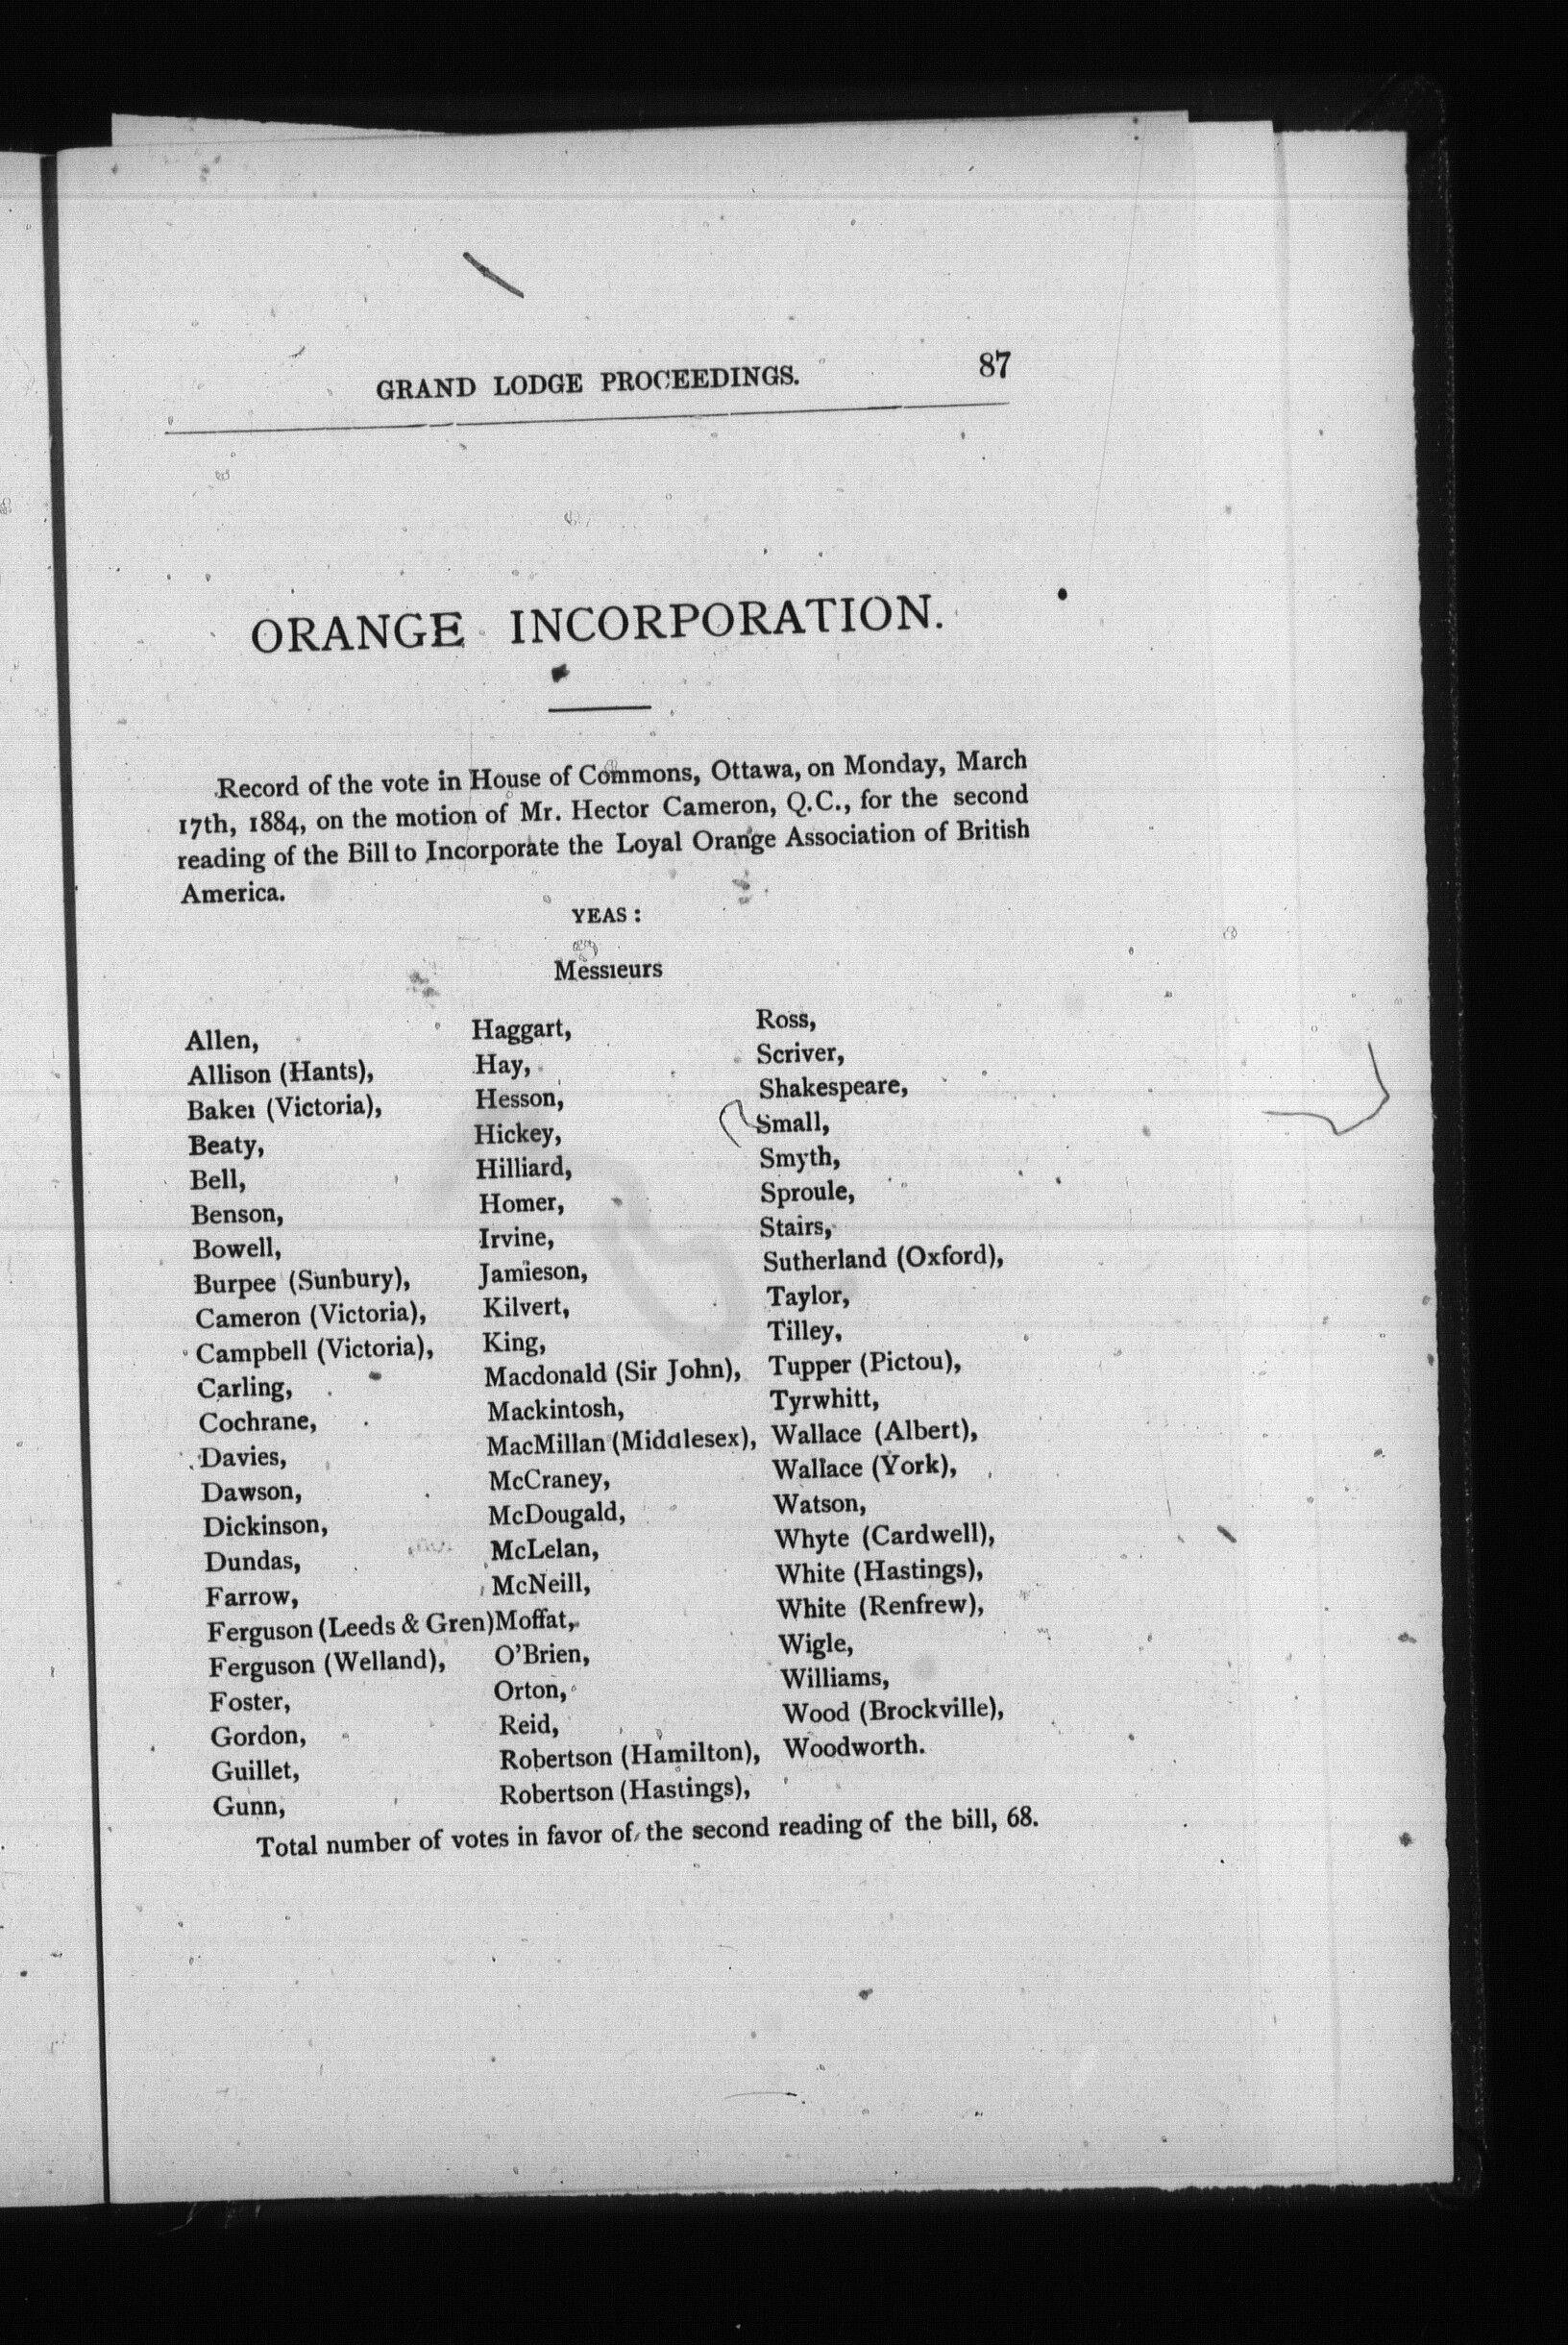 GRAND LODGE PROCEEDINGS. 87
ORANGE INCORPORATION.
Record of the vote in House of Commons, Ottawa, on Monday, March
17th, 1884, on the motion of Mr. Hector Cameron, Q.C., for the second
reading of the Bill to Incorporate the Loyal Orange Association of British
America.
YEAS:
Messieurs
Allen,
Allison (Hants),
Baker (Victoria),
Beaty,
Bell,
Benson,
Bowell,
Burpee (Sunbury),
Cameron (Victoria),
Campbell (Victoria),
Carling,
Cochrane,
Davies,
Dawson,
Dickinson,
Dundas,
Farrow,
Ferguson (Leeds & Gren)
Ferguson (Welland),
Foster,
Gordon,
Guillet,
Gunn,
Haggart,
Hay,
Hesson,
Hickey,
Hilliard,
Homer,
Irvine,
Jamieson,
Kilvert,
King,
Macdonald (Sir John),
Mackintosh,
MacMillan (Middlesex),
McCraney,
McDougald,
McLelan,
McNeill,
Moffat,
O'Brien,
Orton,
Reid,
Robertson (Hamilton),
Robertson (Hastings),
Ross,
Scriver,
Shakespeare,
Small,
Smyth,
Sproule,
Stairs,
Sutherland (Oxford),
Taylor,
Tilley,
Tupper (Pictou),
Tyrwhitt,
Wallace (Albert),
Wallace (York),
Watson,
Whyte (Cardwell),
White (Hastings),
White (Renfrew),
Wigle,
Williams,
Wood (Brockville),
Woodworth.
Total number of votes in favor of the second reading of the bill, 68.